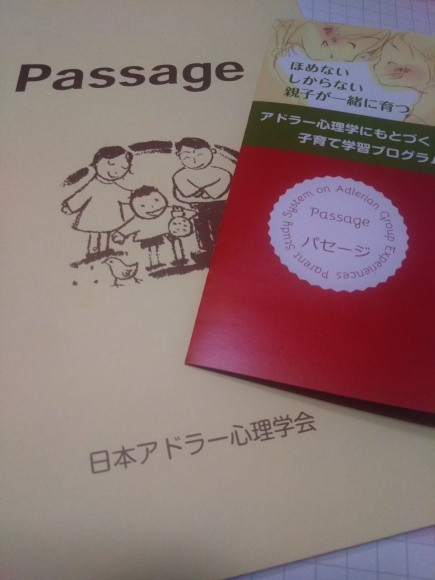 Passage
日本アドラー心理学会
ほめない
しからない
親子が一緒に育つ
アドラー心理学にもとづく
子育て学習プログラム
Parent Study System on Adlerian Group Experiences
Passage
パセージ